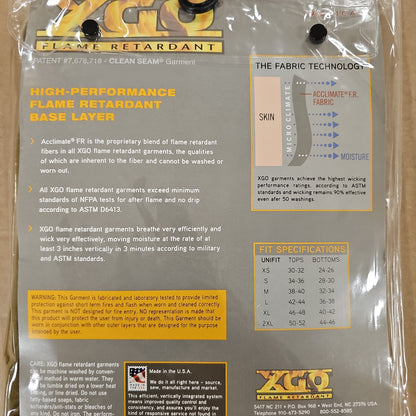 XGO
FLAME RETARDANT
PATENT #7,678,718 - CLEAN SEAM® Garment
HIGH-PERFORMANCE
FLAME RETARDANT
BASE LAYER
Acclimate® FR is the proprietary blend of flame retardant
fibers in all XGO flame retardant garments, the qualities
of which are inherent to the fiber and cannot be washed or
worn out.
All XGO flame retardant garments exceed minimum
standards of NFPA tests for after flame and no drip
according to ASTM D6413.
XGO flame retardant garments breathe very efficiently and
wick very effectively, moving moisture at the rate of at
least 3 inches vertically in 3 minutes according to military
and ASTM standards.
WARNING: This Garment is fabricated and laboratory tested to provide limited
protection against short term fires and flash when worn and cleaned correctly.
This garment is NOT designed for fire entry. No warranty or representation is made that
this product will protect the user from injury or death. This Garment should be
worn in conjunction with other outer layers that are designed for the purpose
intended by the user.
CARE: XGO flame retardant garments
can be machine washed by conven-
method in warm water. They
be tumble dried on a lower heat
ting, or line dried. Do not use
atty-based soaps, fabric
softeners/anti-stats or bleaches of
any kind. Do not iron. The perform-
Made in the U.S.A.
We do it all right here – source,
sew, manufacture and market.
This efficient, vertically integrated system
means improved quality control and
consistency, and assures you'll enjoy the
kind of responsive service not found in
THE FABRIC TECHNOLOGY
SKIN
MICROCLIMATE
ACCLIMATE® F.R.
FABRIC
MOISTURE
XGO garments achieve the highest wicking
performance ratings, according to ASTM
standards and wicking remains 90% effective
even after 50 washings.
FIT SPECIFICATIONS
UNIFIT TOPS BOTTOMS
XS 30-32 24-26
S 34-36 28-30
M 38-40 32-34
L 42-44 36-38
XL 46-48 40-42
2XL 50-52 44-46
XGO
FLAME RETARDANT
5417 NC 211 • P.O. Box 968 • West End, NC 27376 USA
Telephone 910-673-5290 800-552-8585